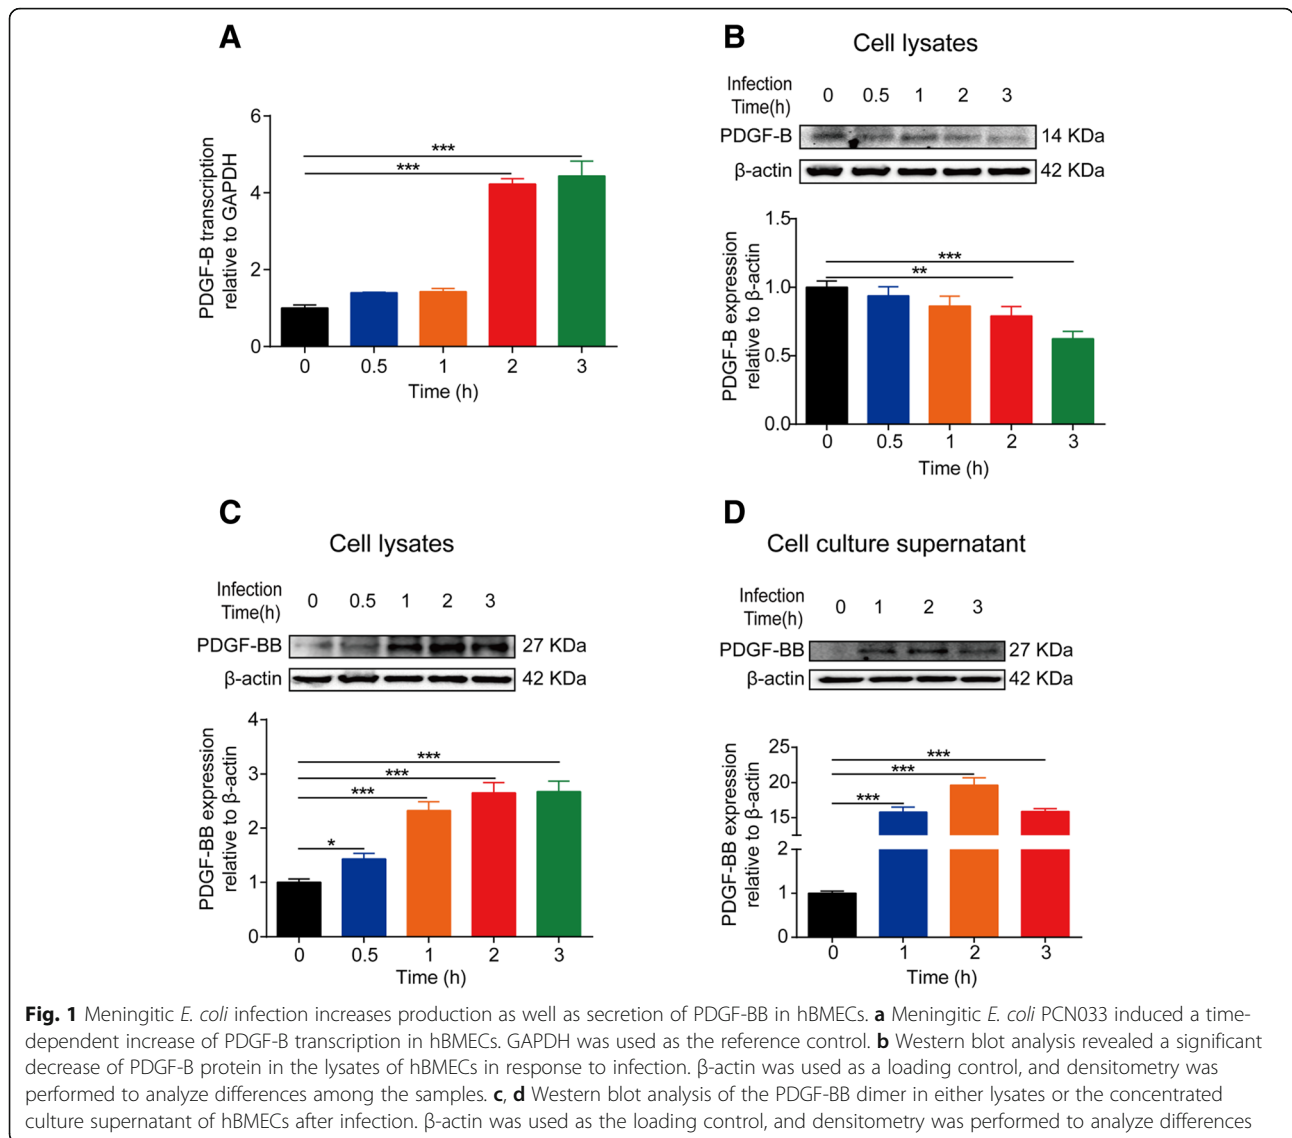 A
PDGF-B transcription
relative to GAPDH
6
4
2
0
***
***
0 0.5 1 2 3
Time (h)
B
Cell lysates
Infection
Time(h)
0 0.5 1 2 3
PDGF-B 14 KDa
β-actin 42 KDa
PDGF-B expression
relative to β-actin
1.5
1.0
0.5
0.0
***
**
0 0.5 1 2 3
Time (h)
C
Cell lysates
Infection
Time(h)
0 0.5 1 2 3
PDGF-BB 27 KDa
β-actin 42 KDa
PDGF-BB expression
relative to β-actin
4
3
2
1
0
***
***
***
*
0 0.5 1 2 3
Time (h)
D
Cell culture supernatant
Infection
Time(h)
0 1 2 3
PDGF-BB 27 KDa
β-actin 42 KDa
PDGF-BB expression
relative to β-actin
25
20
15
2
1
0
***
***
***
0 1 2 3
Time (h)
Fig. 1 Meningitic E. coli infection increases production as well as secretion of PDGF-BB in hBMECs. a Meningitic E. coli PCN033 induced a time-
dependent increase of PDGF-B transcription in hBMECs. GAPDH was used as the reference control. b Western blot analysis revealed a significant
decrease of PDGF-B protein in the lysates of hBMECs in response to infection. β-actin was used as a loading control, and densitometry was
performed to analyze differences among the samples. c, d Western blot analysis of the PDGF-BB dimer in either lysates or the concentrated
culture supernatant of hBMECs after infection. β-actin was used as the loading control, and densitometry was performed to analyze differences